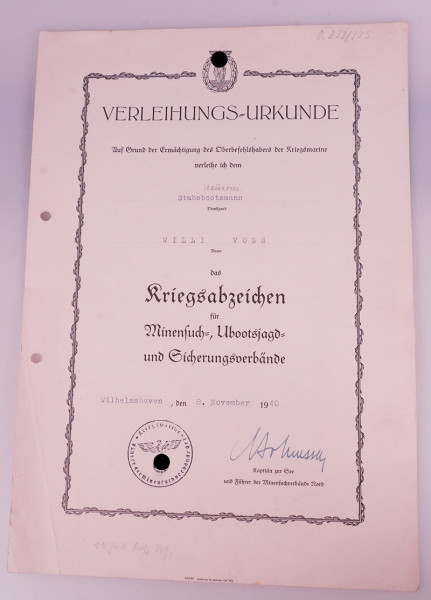 VERLEIHUNGS-URKUNDE
Auf Grund der Ermächtigung des Oberbefehlshabers der Kriegsmarine
verleihe ich dem
Stabsbootsmann
Dienstgrad
WILLI VOSS
Name
das
Kriegsabzeichen
für
Minensuch-, Ubootsjagd-
und Sicherungsverbände
Wilhelmshaven, den 8. November 1940
Kapitän zur See
und Führer der Minensuchverbände Nord